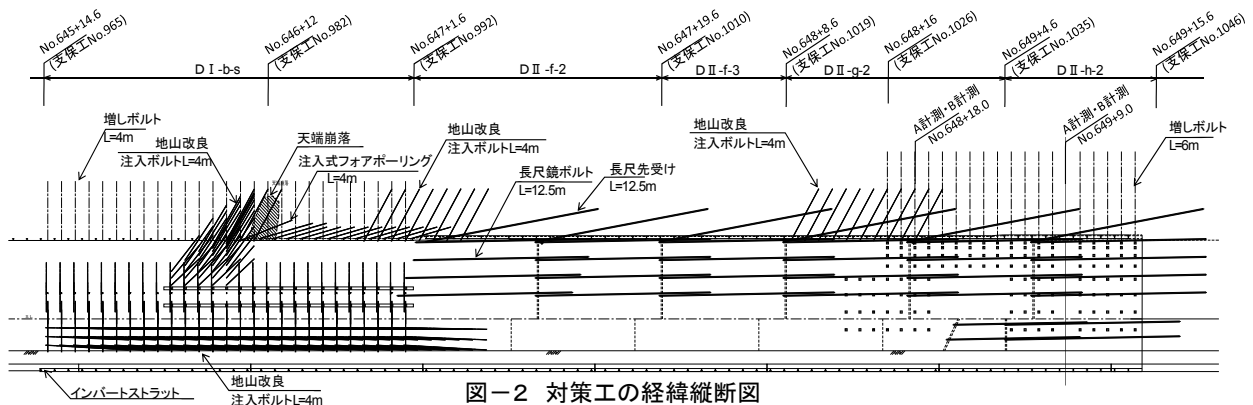 No.645+14.6
(支保工No.965)
No.646+12
(支保工No.982)
No.647+1.6
(支保工No.992)
No.647+19.6
(支保工No.1010)
No.648+8.6
(支保工No.1019)
No.648+16
(支保工No.1026)
No.649+4.6
(支保工No.1035)
No.649+15.6
(支保工No.1046)
DⅠ-b-s
DⅡ-f-2
DⅡ-f-3
DⅡ-g-2
DⅡ-h-2
A計測・B計測
No.648+18.0
A計測・B計測
No.649+9.0
増しボルト
L=4m
地山改良
注入ボルトL=4m
天端崩落
注入式フォアボーリング
L=4m
地山改良
注入ボルトL=4m
長尺鏡ボルト
L=12.5m
長尺先受け
L=12.5m
地山改良
注入ボルトL=4m
増しボルト
L=6m
インバートストラット
地山改良
注入ボルトL=4m
図-2 対策工の経緯縦断図